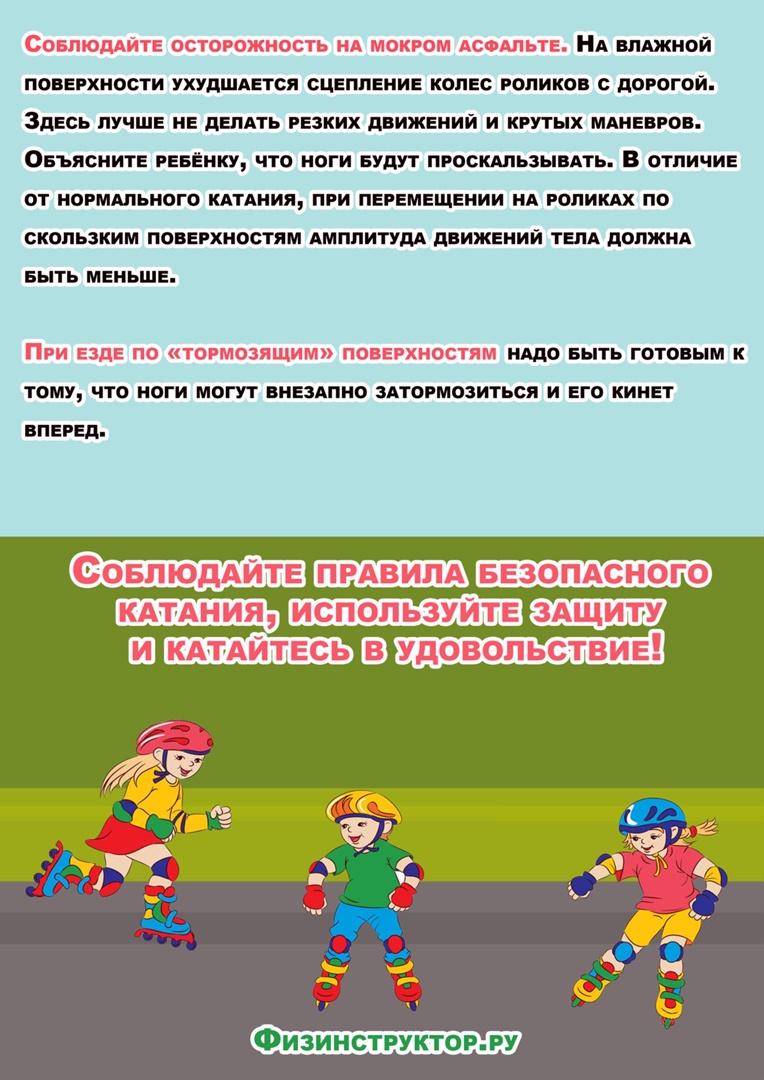 Соблюдайте осторожность на мокром асфальте. На влажной
поверхности ухудшается сцепление колес роликов с дорогой.
Здесь лучше не делать резких движений и крутых маневров.
Объясните ребёнку, что ноги будут проскальзывать. В отличие
от нормального катания, при перемещении на роликах по
скользким поверхностям амплитуда движений тела должна
быть меньше.
При езде по «тормозящим» поверхностям надо быть готовым к
тому, что ноги могут внезапно затормозиться и его кинет
вперед.
Соблюдайте правила безопасного
катания, используйте защиту
и катайтесь в удовольствие!
Физинструктор.ру